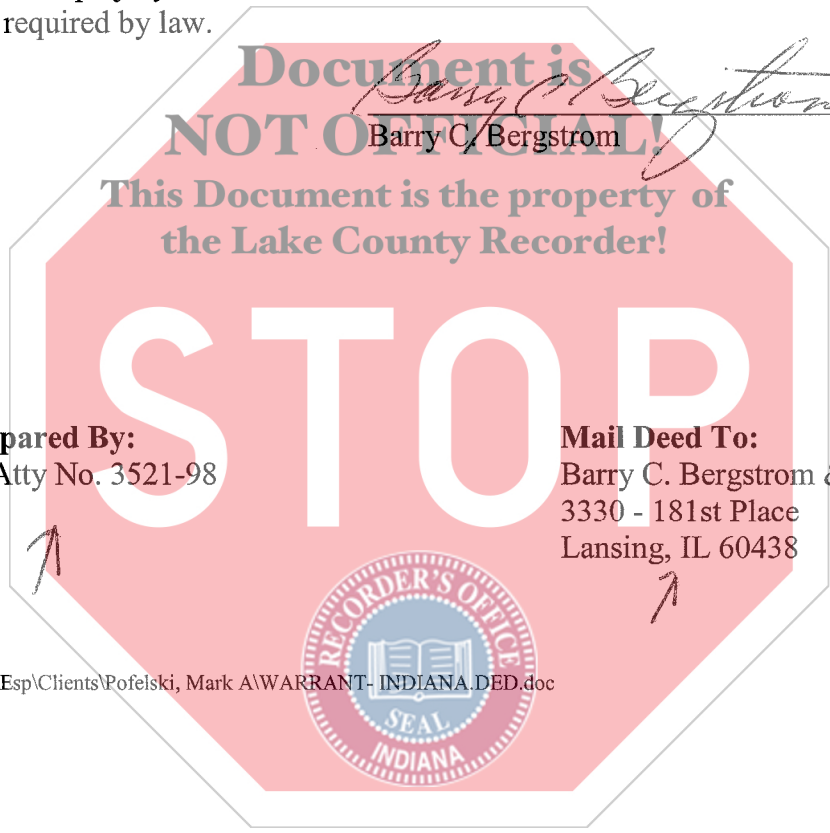 required by law.
Document is
NOT OFFICIAL!
Barry C. Bergstrom
Barry C. Bergstrom
This Document is the property of
the Lake County Recorder!
STOP
pared By:
Atty No. 3521-98
Mail Deed To:
Barry C. Bergstrom &
3330 - 181st Place
Lansing, IL 60438
RECORDER'S OFFICE
SEAL
INDIANA
Esp\Clients\Pofelski, Mark A\WARRANT- INDIANA.DED.doc